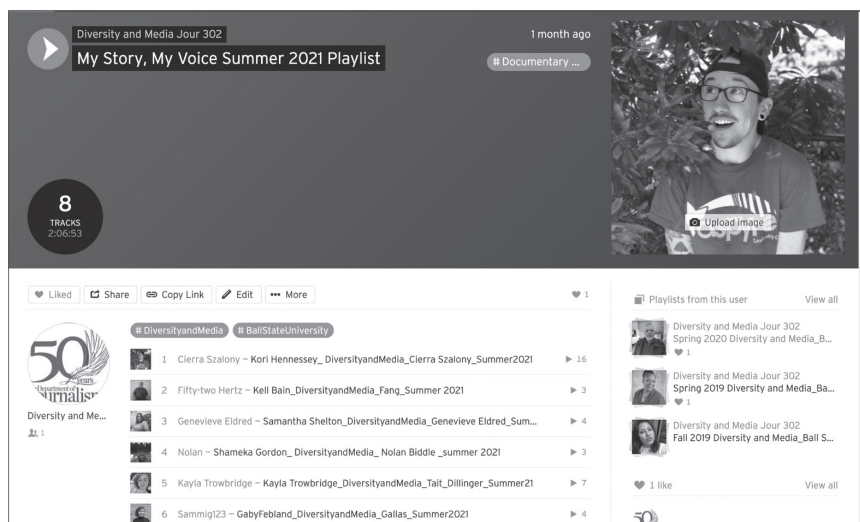 Diversity and Media Jour 302
1 month ago
My Story, My Voice Summer 2021 Playlist
# Documentary ...
8
TRACKS
2:06:53
Upload image
Liked
Share
Copy Link
Edit
••• More
1
Playlists from this user
View all
# DiversityandMedia
# BallStateUniversity
1 Cierra Szalony – Kori Hennessey_ DiversityandMedia_Cierra Szalony_Summer2021 16
2 Fifty-two Hertz – Kell Bain_DiversityandMedia_Fang_Summer 2021 3
3 Genevieve Eldred – Samantha Shelton_DiversityandMedia_Genevieve Eldred_Sum... 4
4 Nolan – Shameka Gordon_ DiversityandMedia_ Nolan Biddle _summer 2021 3
5 Kayla Trowbridge – Kayla Trowbridge_DiversityandMedia_Tait_Dillinger_Summer21 7
6 Sammig123 – GabyFebland_DiversityandMedia_Gallas_Summer2021 4
50
years
Department of
Journalism
Diversity and Me...
1
Diversity and Media Jour 302
Spring 2020 Diversity and Media_B...
1
Diversity and Media Jour 302
Spring 2019 Diversity and Media_Ba...
1
Diversity and Media Jour 302
Fall 2019 Diversity and Media_Ball S...
1 like
View all
50